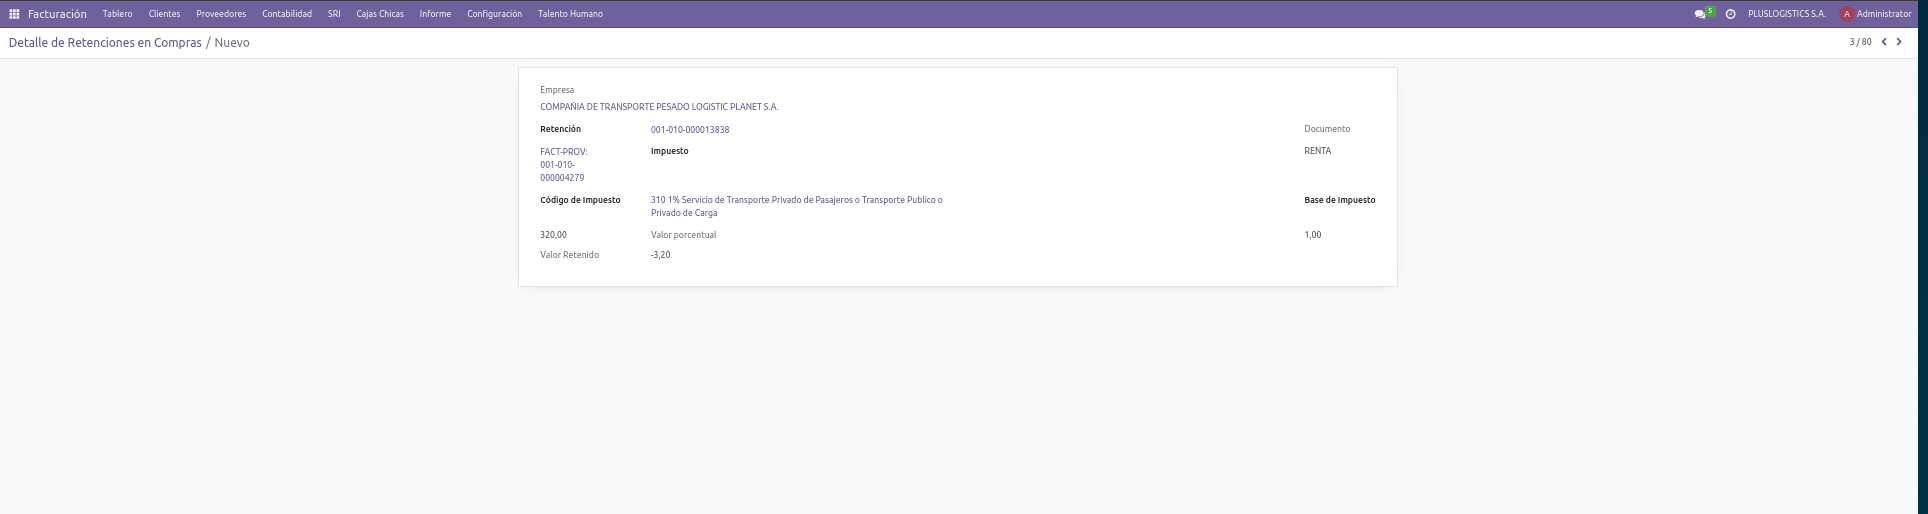 Facturación Tablero Clientes Proveedores Contabilidad SRI Cajas Chicas Informe Configuración Talento Humano 5 PLUSLOGISTICS S.A. A Administrator
Detalle de Retenciones en Compras / Nuevo 3 / 80
Empresa
COMPAÑIA DE TRANSPORTE PESADO LOGISTIC PLANET S.A.
Retención 001-010-000013838 Documento
FACT-PROV: Impuesto RENTA
001-010-
000004279
Código de Impuesto 310 1% Servicio de Transporte Privado de Pasajeros o Transporte Publico o Base de Impuesto
Privado de Carga
320,00 Valor porcentual 1,00
Valor Retenido -3,20